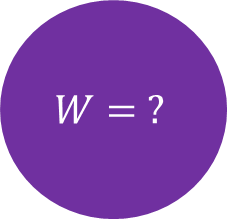 W = ?